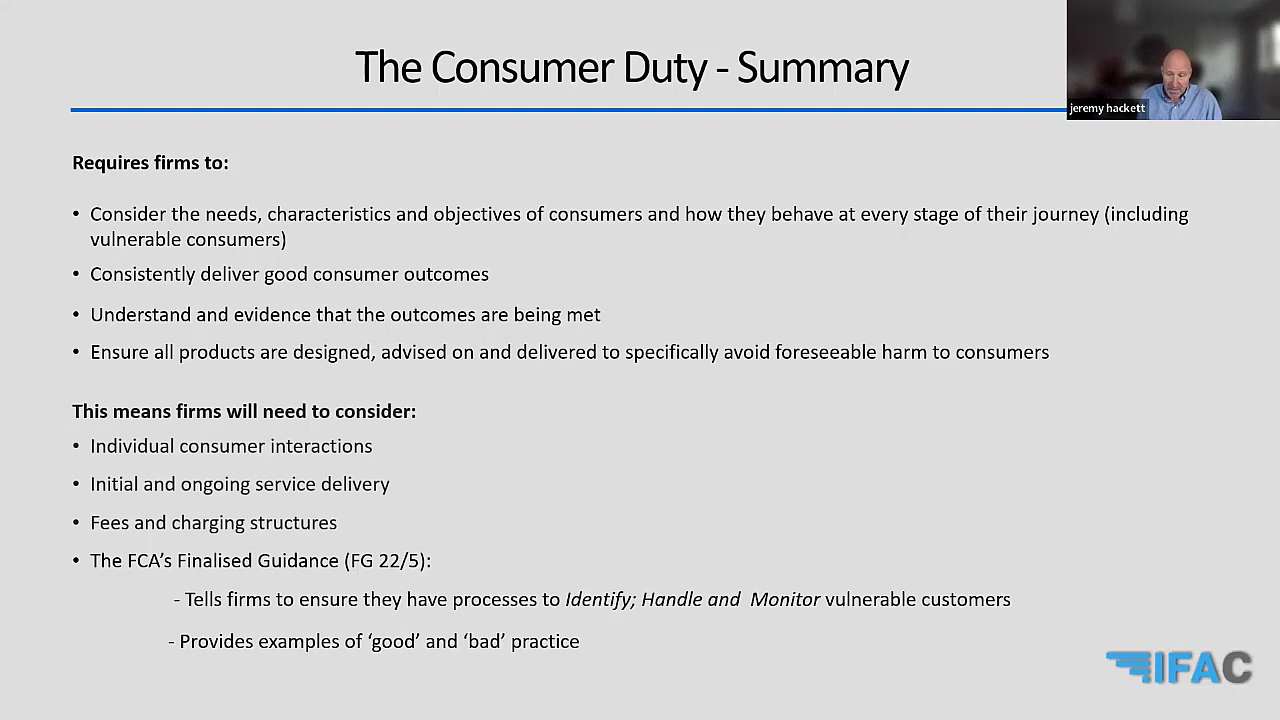 The Consumer Duty - Summary
jeremy hackett
Requires firms to:
• Consider the needs, characteristics and objectives of consumers and how they behave at every stage of their journey (including
vulnerable consumers)
• Consistently deliver good consumer outcomes
• Understand and evidence that the outcomes are being met
• Ensure all products are designed, advised on and delivered to specifically avoid foreseeable harm to consumers
This means firms will need to consider:
• Individual consumer interactions
• Initial and ongoing service delivery
• Fees and charging structures
• The FCA’s Finalised Guidance (FG 22/5):
- Tells firms to ensure they have processes to Identify; Handle and Monitor vulnerable customers
- Provides examples of ‘good’ and ‘bad’ practice
IFAC